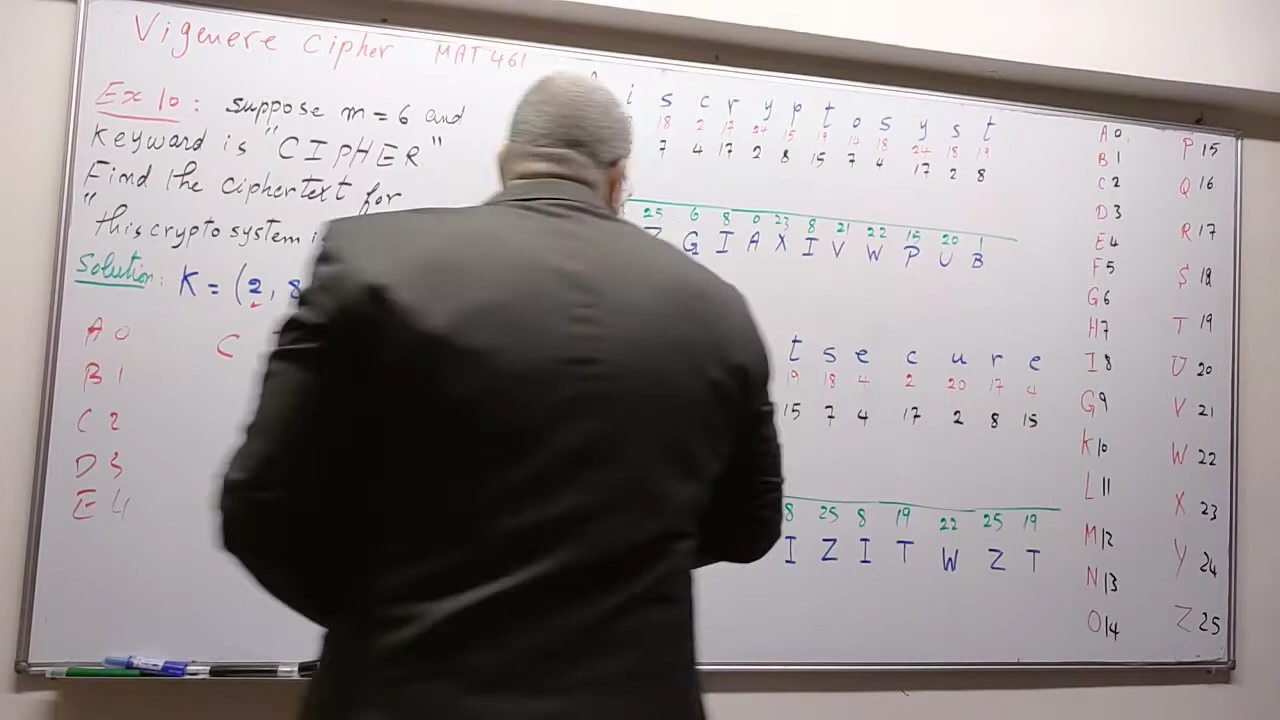 Vigenere Cipher MAT461
Ex 10: suppose m = 6 and
Keyward is "CIPHER"
Find the ciphertext for
"this crypto system
Solution: K = (2, 8
A 0
B 1
C 2
D 3
E 4
C
i s c r y p t o s y s t
18 2 17 24 15 19 14 18 24 18 19
7 4 17 2 8 15 7 4 17 2 8
25 6 8 0 23 8 21 22 15 20 1
Z G I A X I V W P U B
t s e c u r e
19 18 4 2 20 17 4
15 7 4 17 2 8 15
8 25 8 19 22 25 19
I Z I T W Z T
A 0
B 1
C 2
D 3
E 4
F 5
G 6
H 7
I 8
G 9
K 10
L 11
M 12
N 13
O 14
P 15
Q 16
R 17
S 18
T 19
U 20
V 21
W 22
X 23
Y 24
Z 25